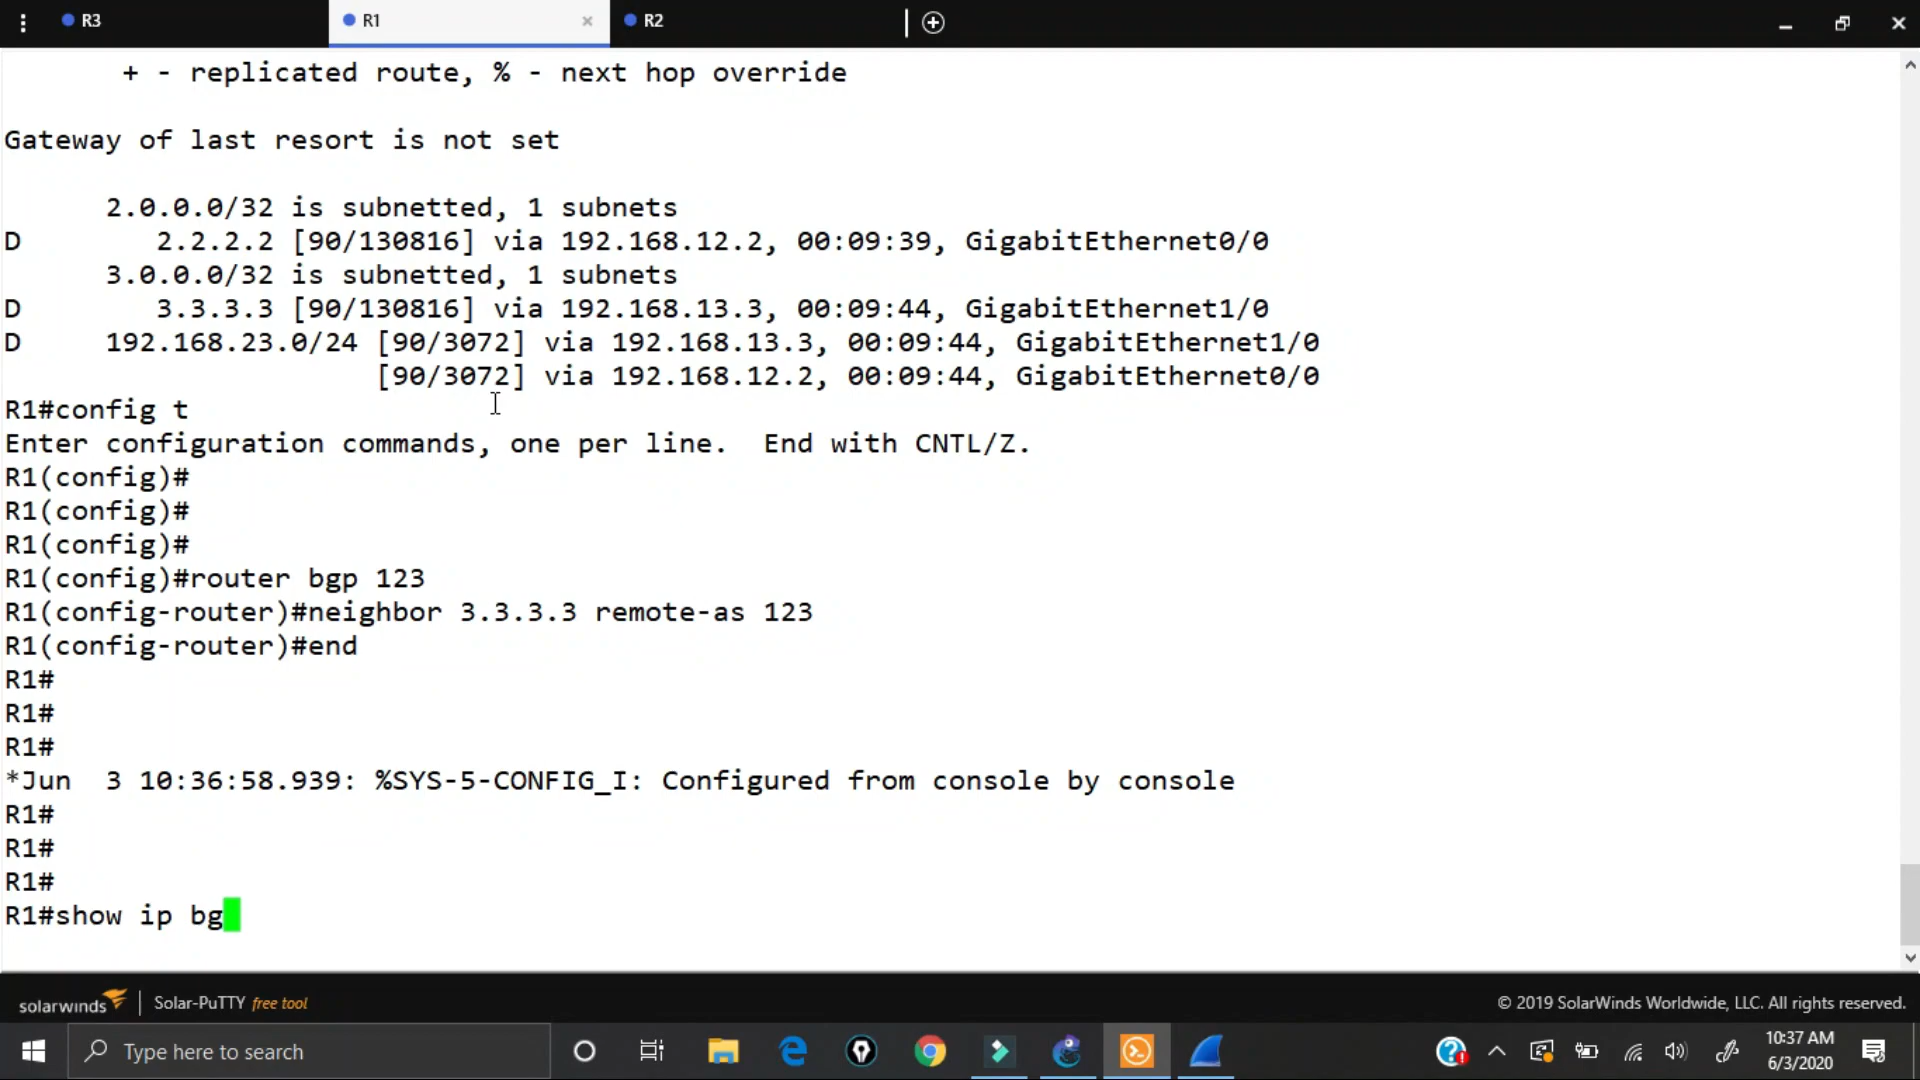 R3
R1
R2
+ - replicated route, % - next hop override
Gateway of last resort is not set
2.0.0.0/32 is subnetted, 1 subnets
D 2.2.2.2 [90/130816] via 192.168.12.2, 00:09:39, GigabitEthernet0/0
3.0.0.0/32 is subnetted, 1 subnets
D 3.3.3.3 [90/130816] via 192.168.13.3, 00:09:44, GigabitEthernet1/0
D 192.168.23.0/24 [90/3072] via 192.168.13.3, 00:09:44, GigabitEthernet1/0
[90/3072] via 192.168.12.2, 00:09:44, GigabitEthernet0/0
R1#config t
Enter configuration commands, one per line. End with CNTL/Z.
R1(config)#
R1(config)#
R1(config)#
R1(config)#router bgp 123
R1(config-router)#neighbor 3.3.3.3 remote-as 123
R1(config-router)#end
R1#
R1#
R1#
*Jun 3 10:36:58.939: %SYS-5-CONFIG_I: Configured from console by console
R1#
R1#
R1#
R1#show ip bg
solarwinds
Solar-PuTTY free tool
© 2019 SolarWinds Worldwide, LLC. All rights reserved.
Type here to search
10:37 AM
6/3/2020